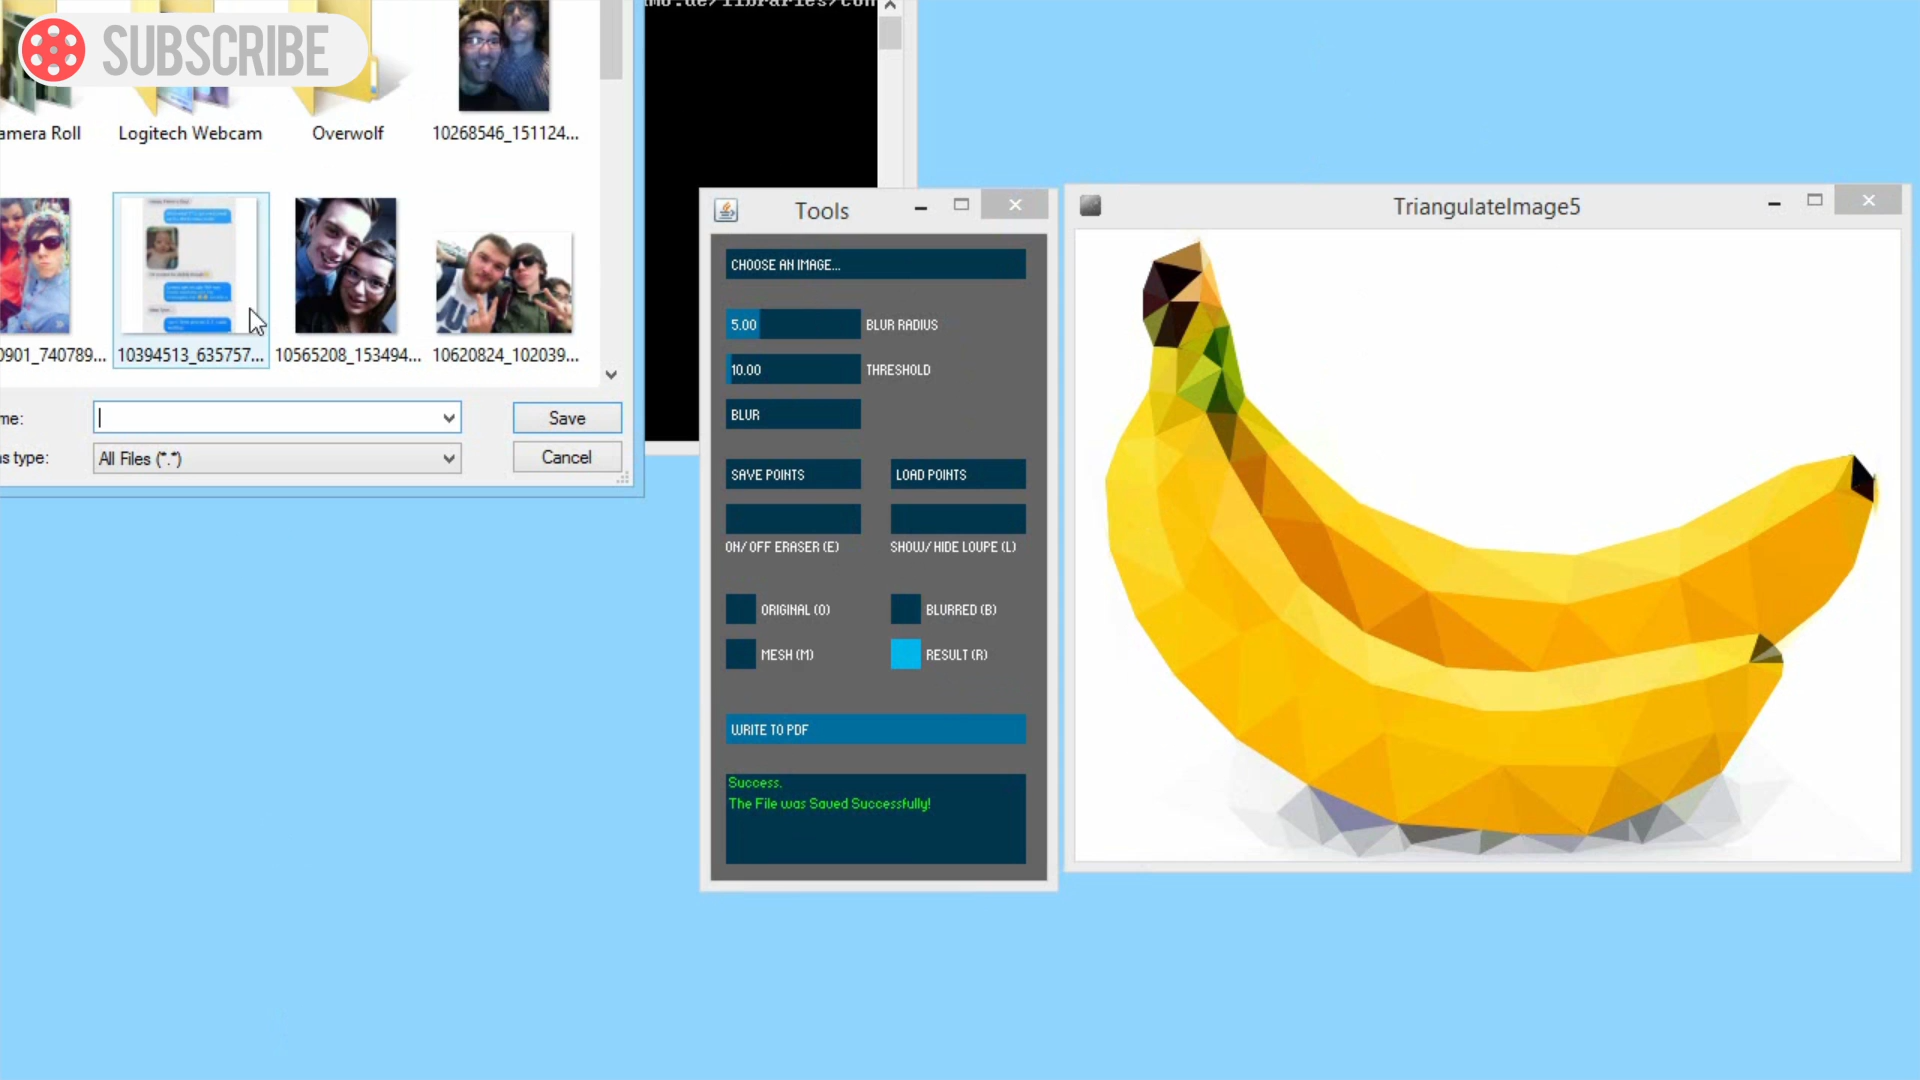 SUBSCRIBE
amera Roll
Logitech Webcam
Overwolf
10268546_151124...
0901_740789...
10394513_635757...
10565208_153494...
10620824_102039...
me:
Save
s type:
All Files (*.*)
Cancel
Tools
CHOOSE AN IMAGE...
5.00
BLUR RADIUS
10.00
THRESHOLD
BLUR
SAVE POINTS
LOAD POINTS
ON/ OFF ERASER (E)
SHOW/ HIDE LOUPE (L)
ORIGINAL (O)
BLURRED (B)
MESH (M)
RESULT (R)
WRITE TO PDF
Success.
The File was Saved Successfully!
TriangulateImage5